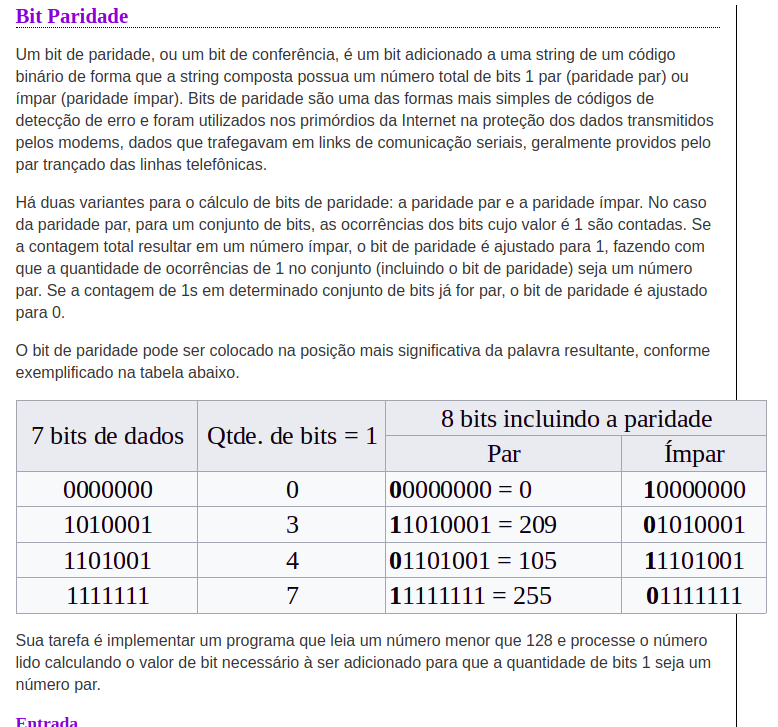 Bit Paridade
Um bit de paridade, ou um bit de conferência, é um bit adicionado a uma string de um código
binário de forma que a string composta possua um número total de bits 1 par (paridade par) ou
ímpar (paridade ímpar). Bits de paridade são uma das formas mais simples de códigos de
detecção de erro e foram utilizados nos primórdios da Internet na proteção dos dados transmitidos
pelos modems, dados que trafegavam em links de comunicação seriais, geralmente providos pelo
par trançado das linhas telefônicas.
Há duas variantes para o cálculo de bits de paridade: a paridade par e a paridade ímpar. No caso
da paridade par, para um conjunto de bits, as ocorrências dos bits cujo valor é 1 são contadas. Se
a contagem total resultar em um número ímpar, o bit de paridade é ajustado para 1, fazendo com
que a quantidade de ocorrências de 1 no conjunto (incluindo o bit de paridade) seja um número
par. Se a contagem de 1s em determinado conjunto de bits já for par, o bit de paridade é ajustado
para 0.
O bit de paridade pode ser colocado na posição mais significativa da palavra resultante, conforme
exemplificado na tabela abaixo.
7 bits de dados Qtde. de bits = 1 8 bits incluindo a paridade
Par Ímpar
0000000 0 00000000 = 0 10000000
1010001 3 11010001 = 209 01010001
1101001 4 01101001 = 105 11101001
1111111 7 11111111 = 255 01111111
Sua tarefa é implementar um programa que leia um número menor que 128 e processe o número
lido calculando o valor de bit necessário à ser adicionado para que a quantidade de bits 1 seja um
número par.
Entrada